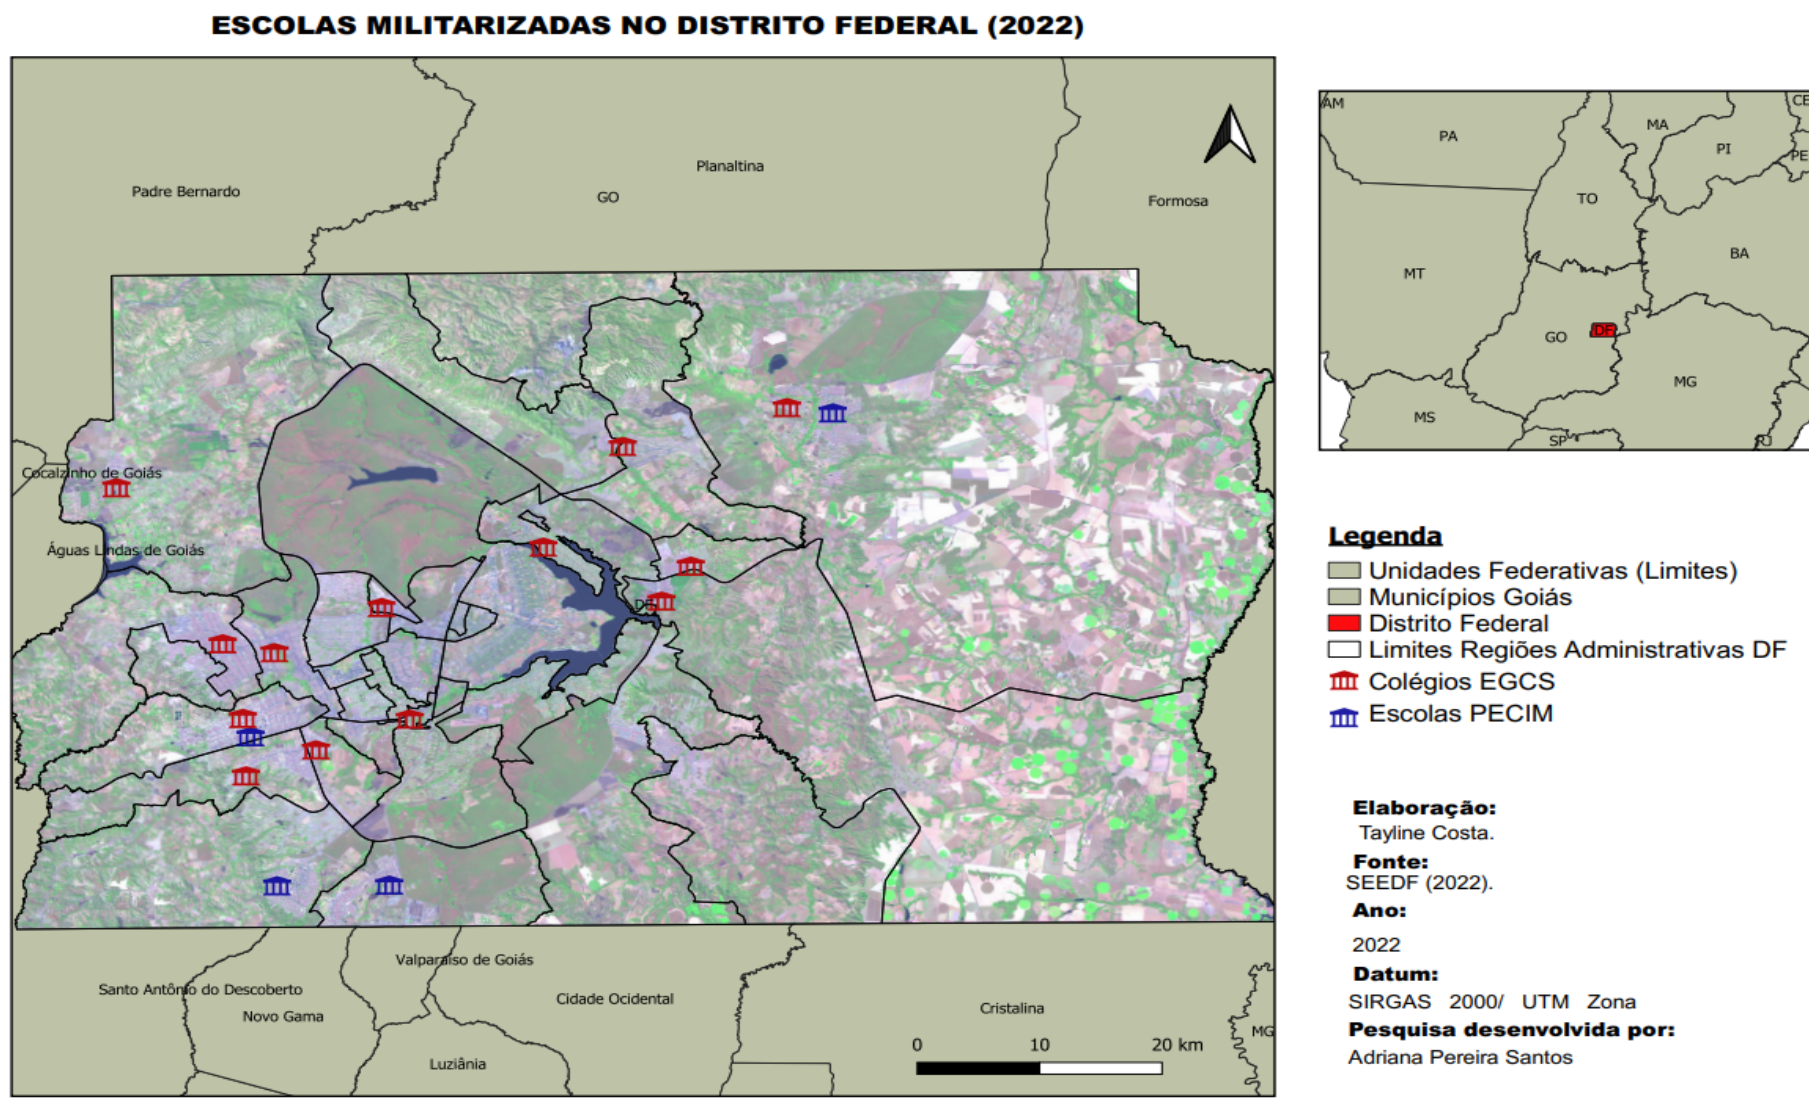 ESCOLAS MILITARIZADAS NO DISTRITO FEDERAL (2022)
Padre Bernardo
GO
Planaltina
Formosa
Cocalzinho de Goiás
Águas Lindas de Goiás
DF
Santo Antônio do Descoberto
Novo Gama
Valparaíso de Goiás
Luziânia
Cidade Ocidental
Cristalina
MG
0 10 20 km
AM
PA
MA
CE
PI
PE
TO
BA
MT
GO
DF
MG
MS
SP
RJ
Legenda
Unidades Federativas (Limites)
Municípios Goiás
Distrito Federal
Limites Regiões Administrativas DF
Colégios EGCS
Escolas PECIM
Elaboração:
Tayline Costa.
Fonte:
SEEDF (2022).
Ano:
2022
Datum:
SIRGAS 2000/ UTM Zona
Pesquisa desenvolvida por:
Adriana Pereira Santos